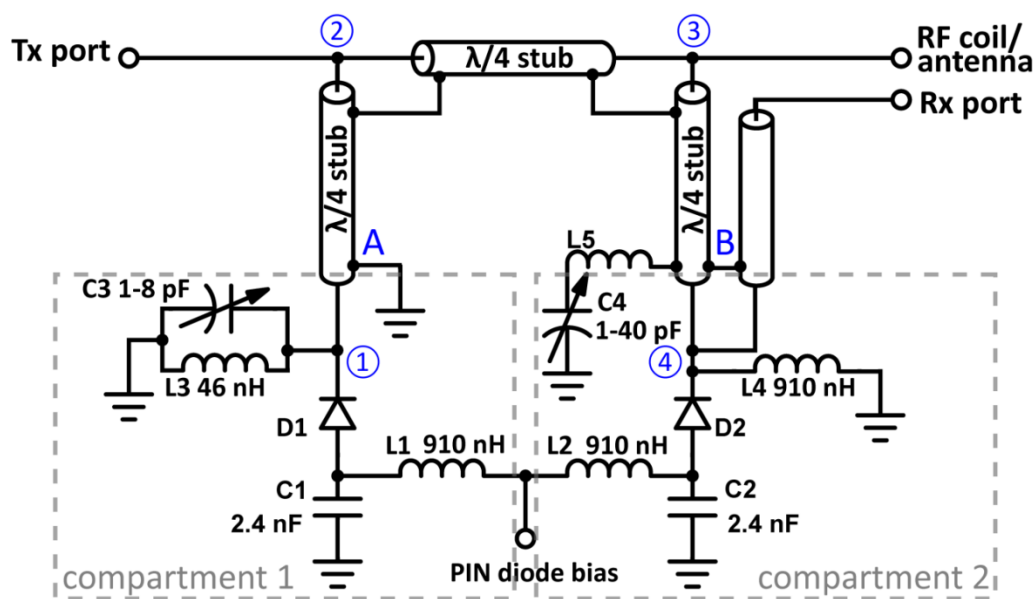 2
3
Tx port
λ/4 stub
RF coil/
antenna
Rx port
λ/4 stub
λ/4 stub
A
B
L5
C3 1-8 pF
C4
1-40 pF
1
4
L3 46 nH
L4 910 nH
D1
D2
L1 910 nH
L2 910 nH
C1
C2
2.4 nF
2.4 nF
PIN diode bias
compartment 1
compartment 2